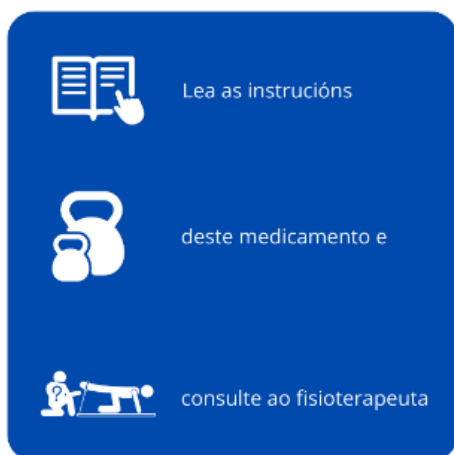 Lea as instrucións
deste medicamento e
consulte ao fisioterapeuta